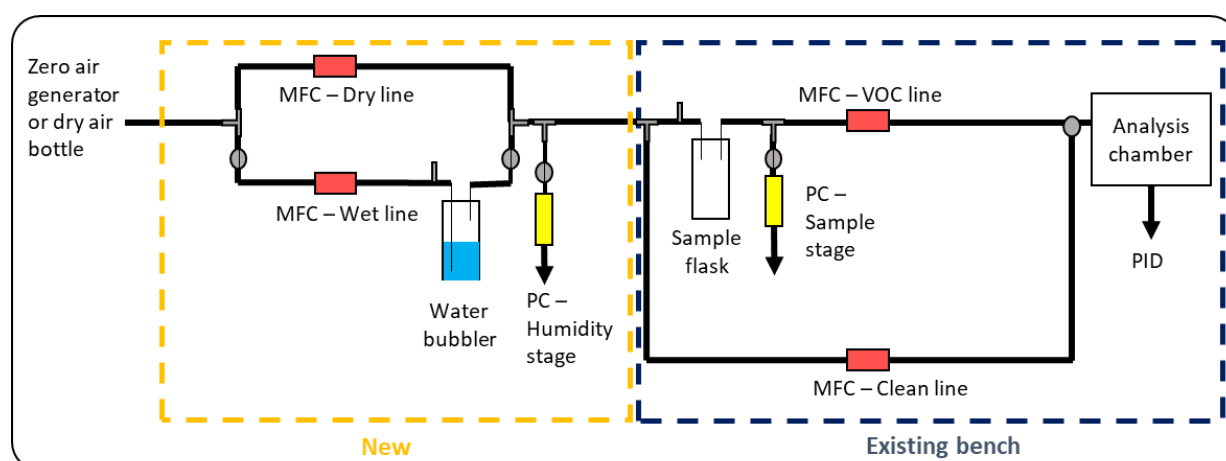 Zero air
generator
or dry air
bottle
MFC – Dry line
MFC – Wet line
Water
bubbler
PC –
Humidity
stage
New
MFC – VOC line
Sample
flask
PC –
Sample
stage
MFC – Clean line
Analysis
chamber
PID
Existing bench